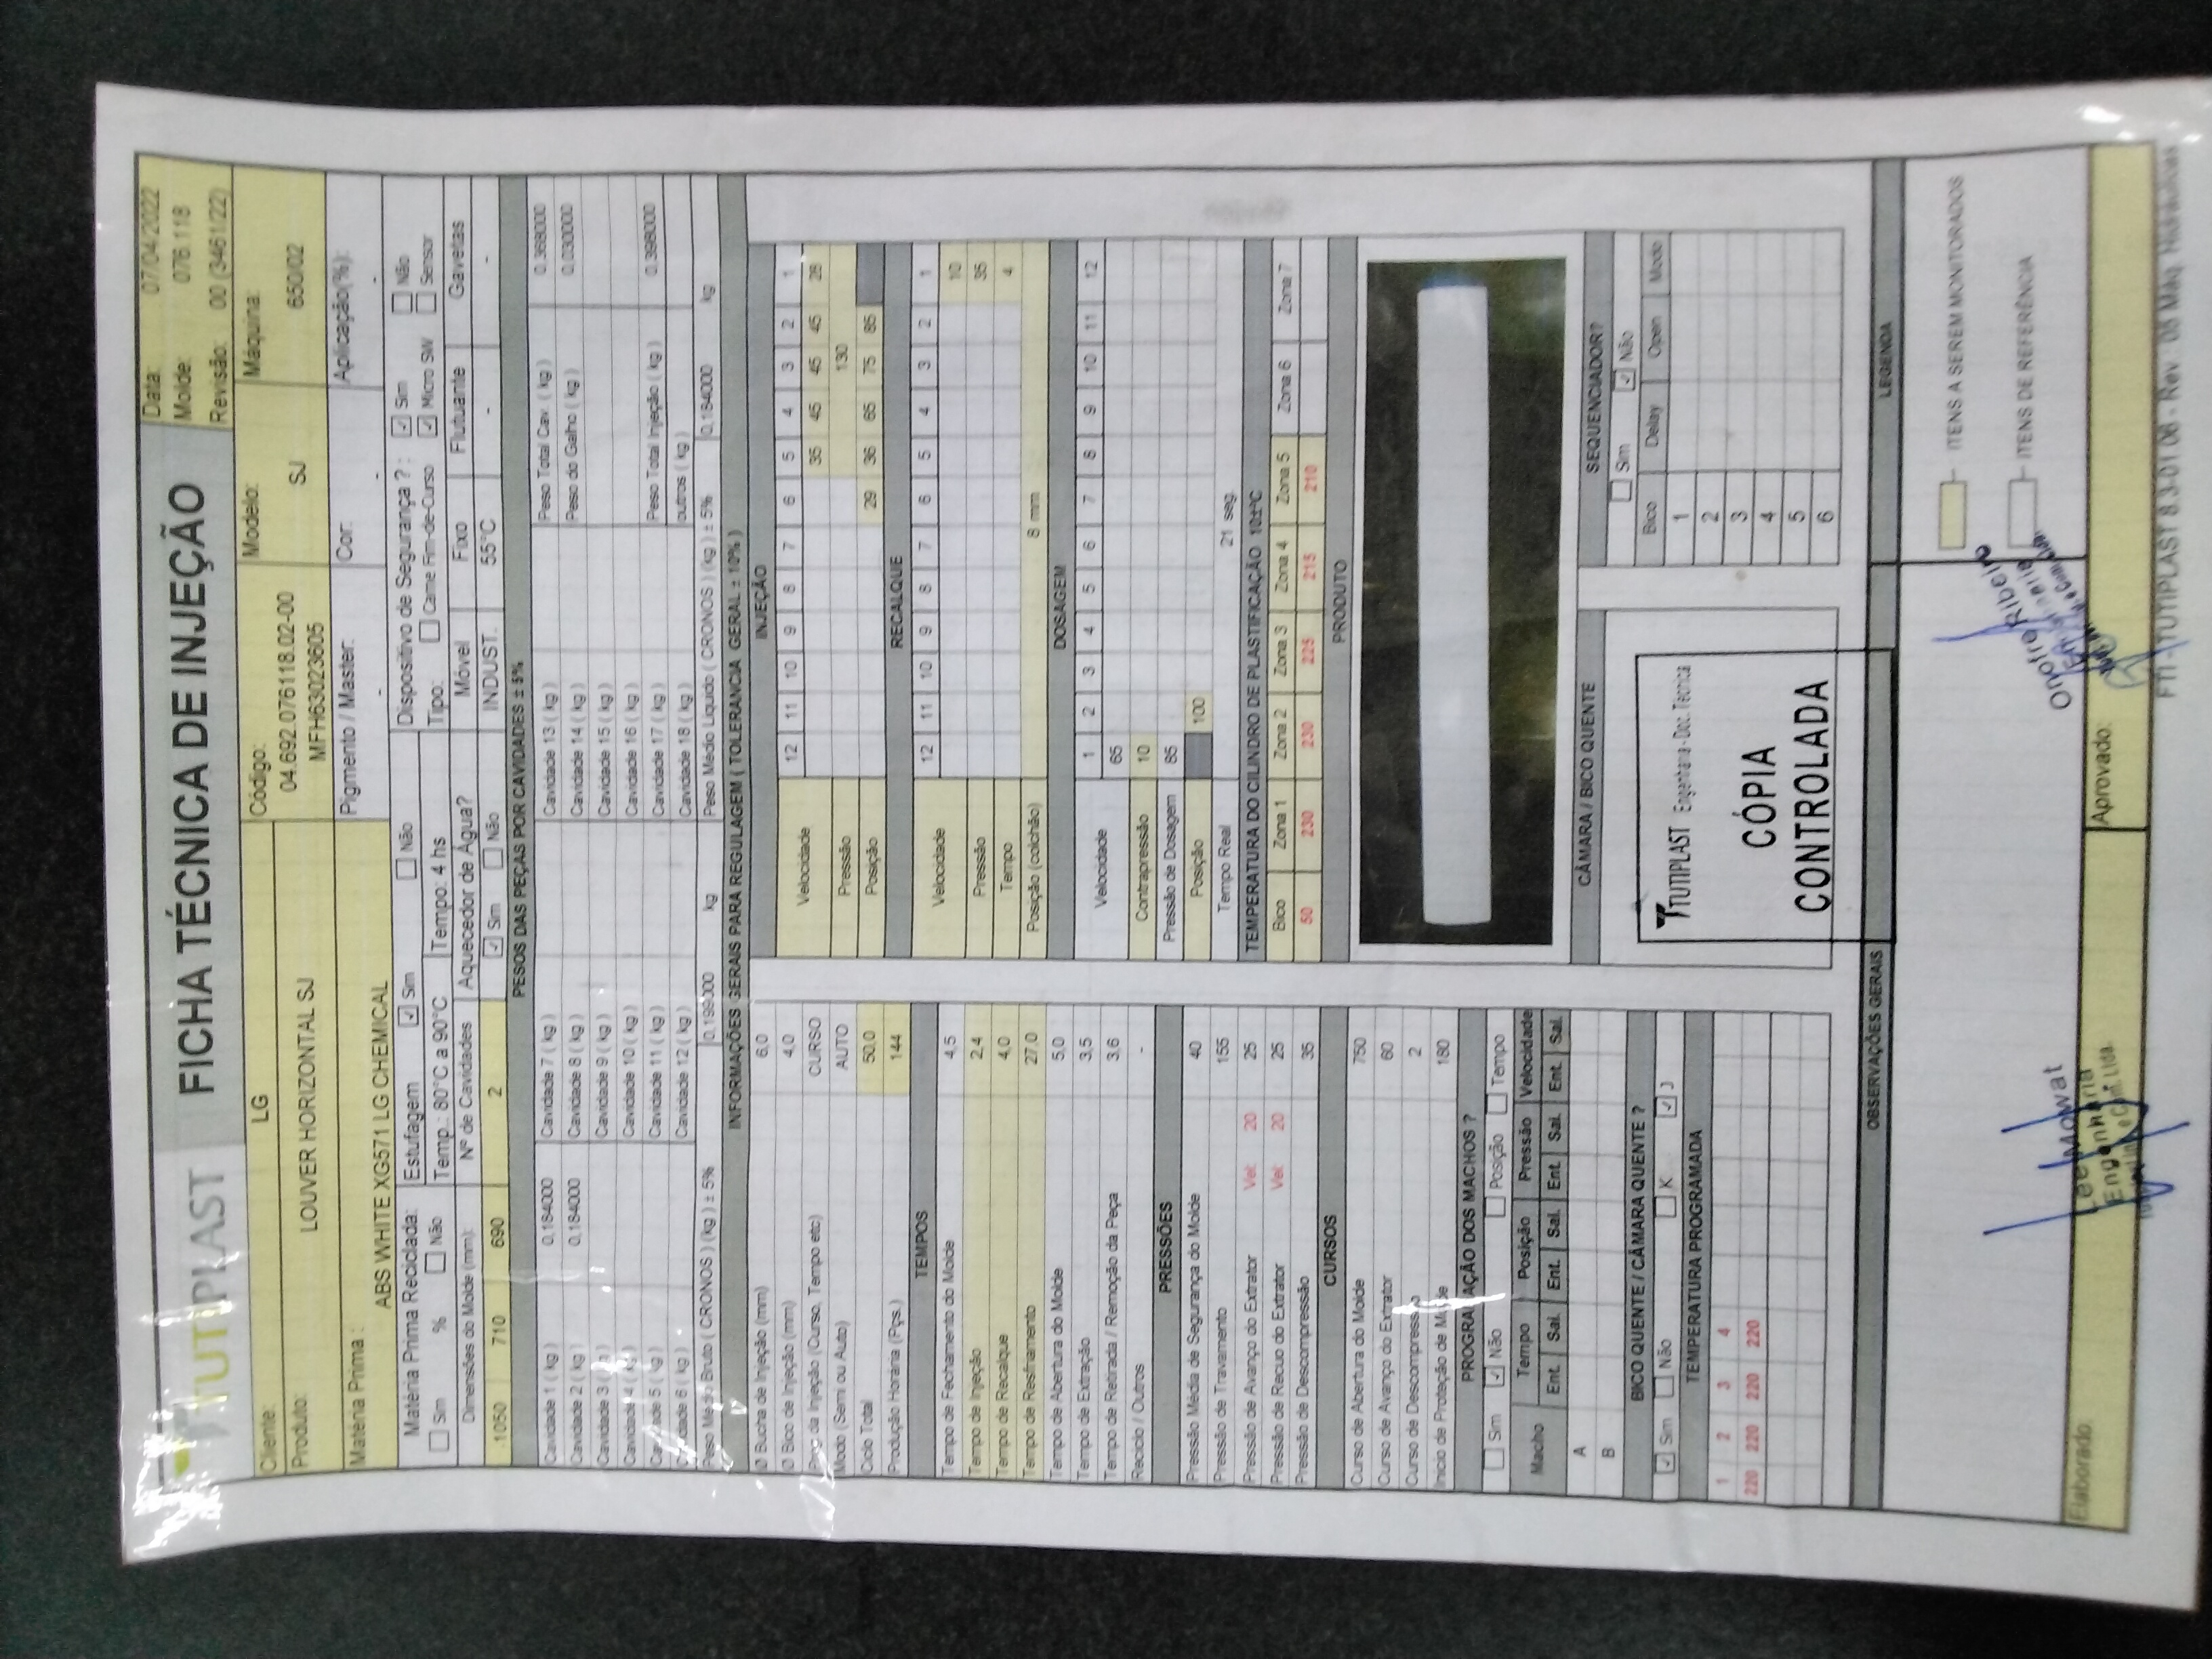 TUTIPLAST
FICHA TÉCNICA DE INJEÇÃO
Data: 07/04/2022
Molde: 076.118
Revisão: 00 (3461/22)
Cliente: LG
Produto: LOUVER HORIZONTAL SJ
Código: 04.692.076118.02-00
MFH63023605
Modelo: SJ
Máquina: 650/02
Matéria Prima :
ABS WHITE XG571 LG CHEMICAL
Pigmento / Master: -
Cor: -
Aplicação(%): -
Matéria Prima Reciclada:
Sim % Não
Estufagem ✓ Sim Não
Temp.: 80°C a 90°C Tempo: 4 hs
Dispositivo de Segurança ? : ✓ Sim Não
Tipo: Came Fim-de-Curso ✓ Micro SW Sensor
Dimensões do Molde (mm): Nº de Cavidades Aquecedor de Água? Móvel Fixo Flutuante Gavetas
1050 710 690 2 ✓ Sim Não INDUST. 55°C - -
PESOS DAS PEÇAS POR CAVIDADES ± 5%
Cavidade 1 ( kg ) 0,184000 Cavidade 7 ( kg ) Cavidade 13 ( kg ) Peso Total Cav. ( kg ) 0,368000
Cavidade 2 ( kg ) 0,184000 Cavidade 8 ( kg ) Cavidade 14 ( kg ) Peso do Galho ( kg ) 0,030000
Cavidade 3 ( kg ) Cavidade 9 ( kg ) Cavidade 15 ( kg )
Cavidade 4 ( kg ) Cavidade 10 ( kg ) Cavidade 16 ( kg )
Cavidade 5 ( kg ) Cavidade 11 ( kg ) Cavidade 17 ( kg ) Peso Total Injeção ( kg ) 0,398000
Cavidade 6 ( kg ) Cavidade 12 ( kg ) Cavidade 18 ( kg ) outros ( kg )
Peso Médio Bruto ( CRONOS ) (kg ) ± 5% 0,199000 kg Peso Médio Liquido ( CRONOS ) (kg ) ± 5% 0,184000 kg
INFORMAÇÕES GERAIS PARA REGULAGEM ( TOLERANCIA GERAL ± 10% )
Ø Bucha de Injeção (mm) 6,0
Ø Bico de Injeção (mm) 4,0
Prog da Injeção (Curso, Tempo etc) CURSO
Modo (Semi ou Auto) AUTO
Ciclo Total 50,0
Produção Horária (Pçs.) 144
TEMPOS
Tempo de Fechamento do Molde 4,5
Tempo de Injeção 2,4
Tempo de Recalque 4,0
Tempo de Resfriamento 27,0
Tempo de Abertura do Molde 5,0
Tempo de Extração 3,5
Tempo de Retirada / Remoção da Peça 3,6
Reciclo / Outros -
PRESSÕES
Pressão Média de Segurança do Molde 40
Pressão de Travamento 155
Pressão de Avanço do Extrator Vel: 20 25
Pressão de Recuo do Extrator Vel: 20 25
Pressão de Descompressão 35
CURSOS
Curso de Abertura do Molde 750
Curso de Avanço do Extrator 60
Curso de Descompressão 2
Inicio de Proteção de Molde 180
PROGRAMAÇÃO DOS MACHOS ?
Sim ✓ Não Posição Tempo
Macho Tempo Posição Pressão Velocidade
Ent. Sai. Ent. Sai. Ent. Sai. Ent. Sai.
A
B
BICO QUENTE / CÂMARA QUENTE ?
✓ Sim Não K ✓ J
TEMPERATURA PROGRAMADA
1 2 3 4
220 220 220 220
INJEÇÃO
Velocidade 12 11 10 9 8 7 6 5 4 3 2 1
35 45 45 45 28
Pressão 130
Posição 29 36 65 75 85
RECALQUE
Velocidade 12 11 10 9 8 7 6 5 4 3 2 1
10
Pressão 35
Tempo 4
Posição (colchão) 8 mm
DOSAGEM
Velocidade 1 2 3 4 5 6 7 8 9 10 11 12
65
Contrapressão 10
Pressão de Dosagem 85
Posição 100
Tempo Real 21 seg.
TEMPERATURA DO CILINDRO DE PLASTIFICAÇÃO 10±°C
Bico Zona 1 Zona 2 Zona 3 Zona 4 Zona 5 Zona 6 Zona 7
50 230 230 225 215 210
PRODUTO
CÂMARA / BICO QUENTE
TUTIPLAST Engenharia - Doc. Técnica
CÓPIA
CONTROLADA
SEQUENCIADOR?
Sim ✓ Não
Bico Delay Open Modo
1
2
3
4
5
6
OBSERVAÇÕES GERAIS
LEGENDA
ITENS A SEREM MONITORADOS
ITENS DE REFERÊNCIA
Elaborado:
Lee Mowat
Engenharia
Aprovado:
Onofre Ribeiro
FTI - TUTIPLAST 8.3-01.06 - Rev : 05 Máq. Hidráulicas